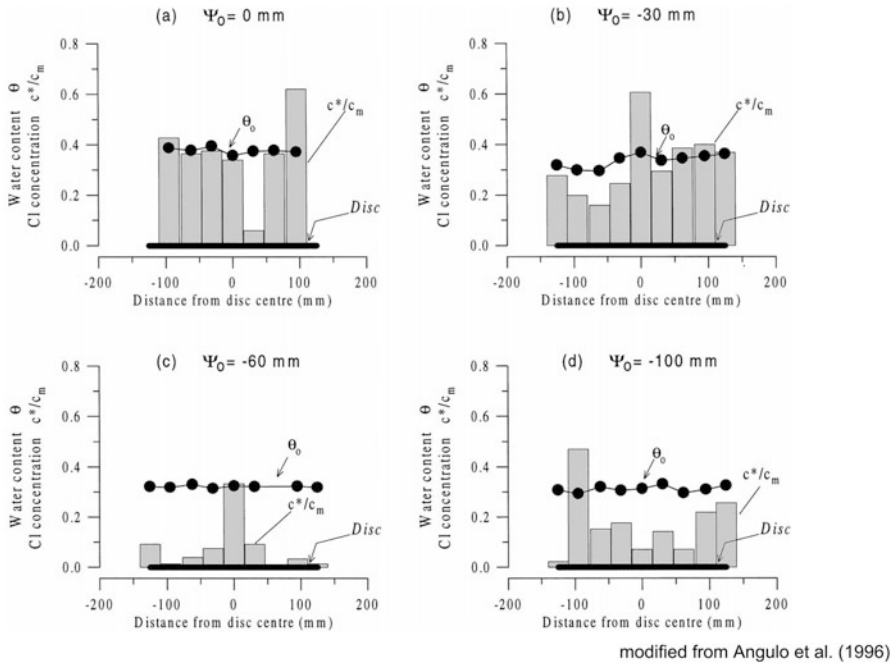 (a) Ψ₀= 0 mm
Water content θ
Cl concentration c*/cₘ
0.8
0.6
0.4
0.2
0.0
θₒ
c*/cₘ
Disc
-200 -100 0 100 200
Distance from disc centre (mm)
(b) Ψ₀= -30 mm
Water content θ
Cl concentration c*/cₘ
0.8
0.6
0.4
0.2
0.0
θₒ
c*/cₘ
Disc
-200 -100 0 100 200
Distance from disc centre (mm)
(c) Ψ₀= -60 mm
Water content θ
Cl concentration c*/cₘ
0.8
0.6
0.4
0.2
0.0
θₒ
c*/cₘ
Disc
-200 -100 0 100 200
Distance from disc centre (mm)
(d) Ψ₀= -100 mm
Water content θ
Cl concentration c*/cₘ
0.8
0.6
0.4
0.2
0.0
θₒ
c*/cₘ
Disc
-200 -100 0 100 200
Distance from disc centre (mm)
modified from Angulo et al. (1996)